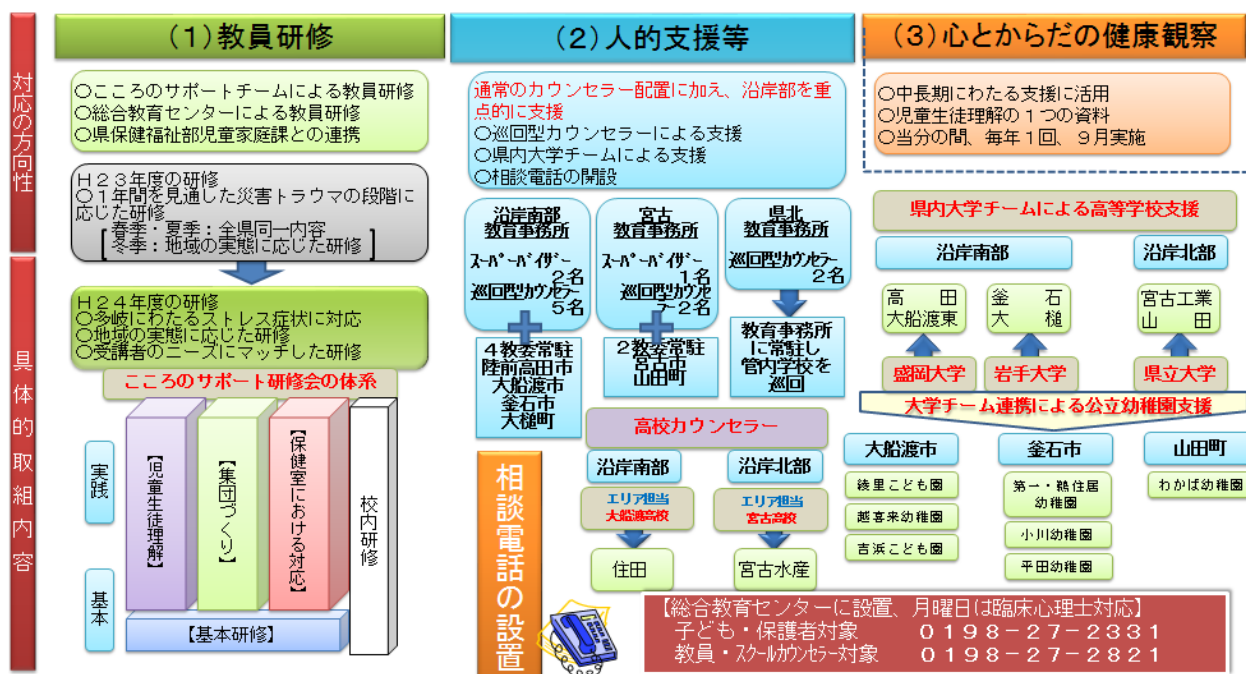 対応の方向性
具体的取組内容
(1)教員研修
○こころのサポートチームによる教員研修
○総合教育センターによる教員研修
○県保健福祉部児童家庭課との連携
H23年度の研修
○1年間を見通した災害トラウマの段階に
応じた研修
春季・夏季:全県同一内容
冬季:地域の実態に応じた研修
H24年度の研修
○多岐にわたるストレス症状に対応
○地域の実態に応じた研修
○受講者のニーズにマッチした研修
こころのサポート研修会の体系
実践
基本
【児童生徒理解】
【集団づくり】
【保健室における対応】
校内研修
【基本研修】
(2)人的支援等
通常のカウンセラー配置に加え、沿岸部を重
点的に支援
○巡回型カウンセラーによる支援
○県内大学チームによる支援
○相談電話の開設
沿岸南部
教育事務所
スーパーバイザー
2名
巡回型カウンセラー
5名
4教委常駐
陸前高田市
大船渡市
釜石市
大槌町
宮古
教育事務所
スーパーバイザー
1名
巡回型カウンセ
ラー2名
2教委常駐
宮古市
山田町
県北
教育事務所
巡回型カウンセラー
2名
教育事務所
に常駐し
管内学校を
巡回
高校カウンセラー
沿岸南部
エリア担当
大船渡高校
住田
沿岸北部
エリア担当
宮古高校
宮古水産
(3)心とからだの健康観察
○中長期にわたる支援に活用
○児童生徒理解の1つの資料
○当分の間、毎年1回、9月実施
県内大学チームによる高等学校支援
沿岸南部
沿岸北部
高 田
大船渡東
釜 石
大 槌
宮古工業
山 田
盛岡大学
岩手大学
県立大学
大学チーム連携による公立幼稚園支援
大船渡市
綾里こども園
越喜来幼稚園
吉浜こども園
釜石市
第一・鵜住居
幼稚園
小川幼稚園
平田幼稚園
山田町
わかば幼稚園
相談電話の設置
【総合教育センターに設置、月曜日は臨床心理士対応】
子ども・保護者対象 0198-27-2331
教員・スクールカウンセラー対象 0198-27-2821